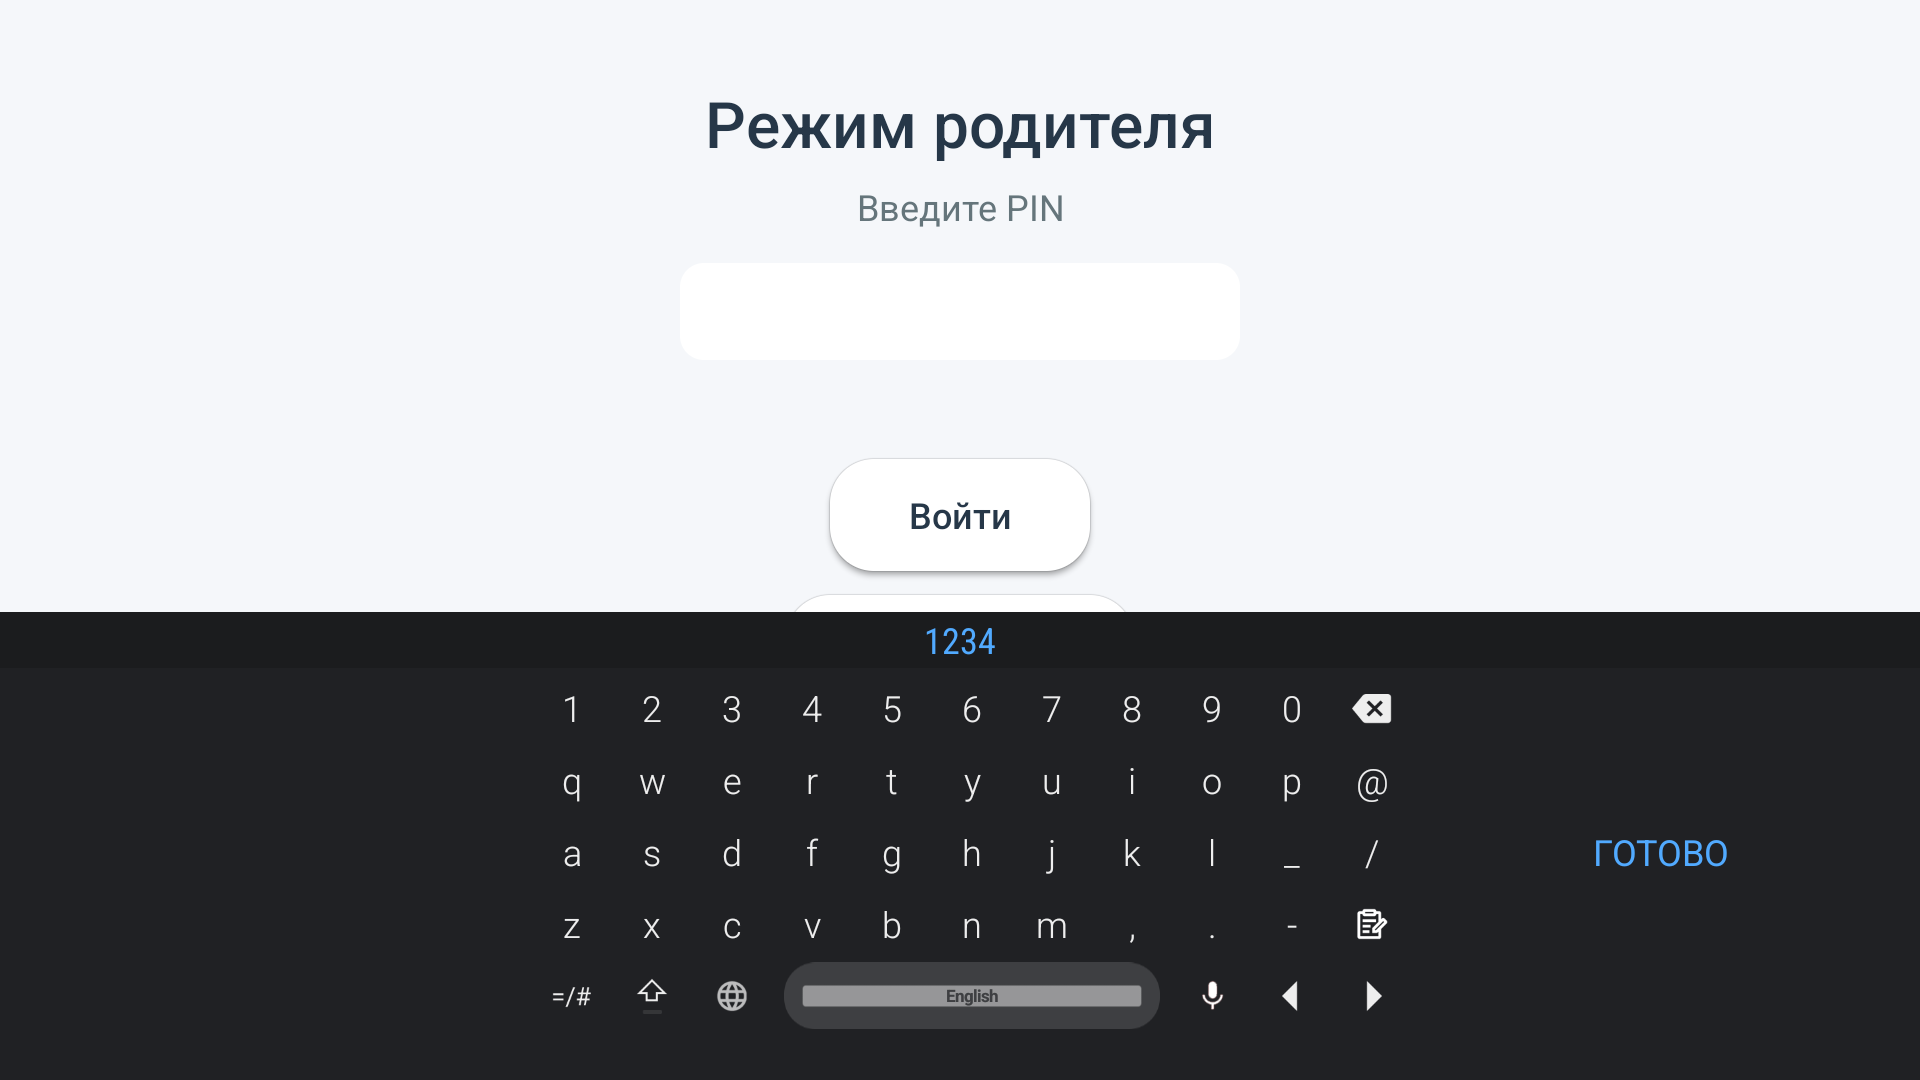 Режим родителя
Введите PIN
Войти
1234
1 2 3 4 5 6 7 8 9 0
q w e r t y u i o p @
a s d f g h j k l _ /
ГОТОВО
z x c v b n m , . -
=/# English